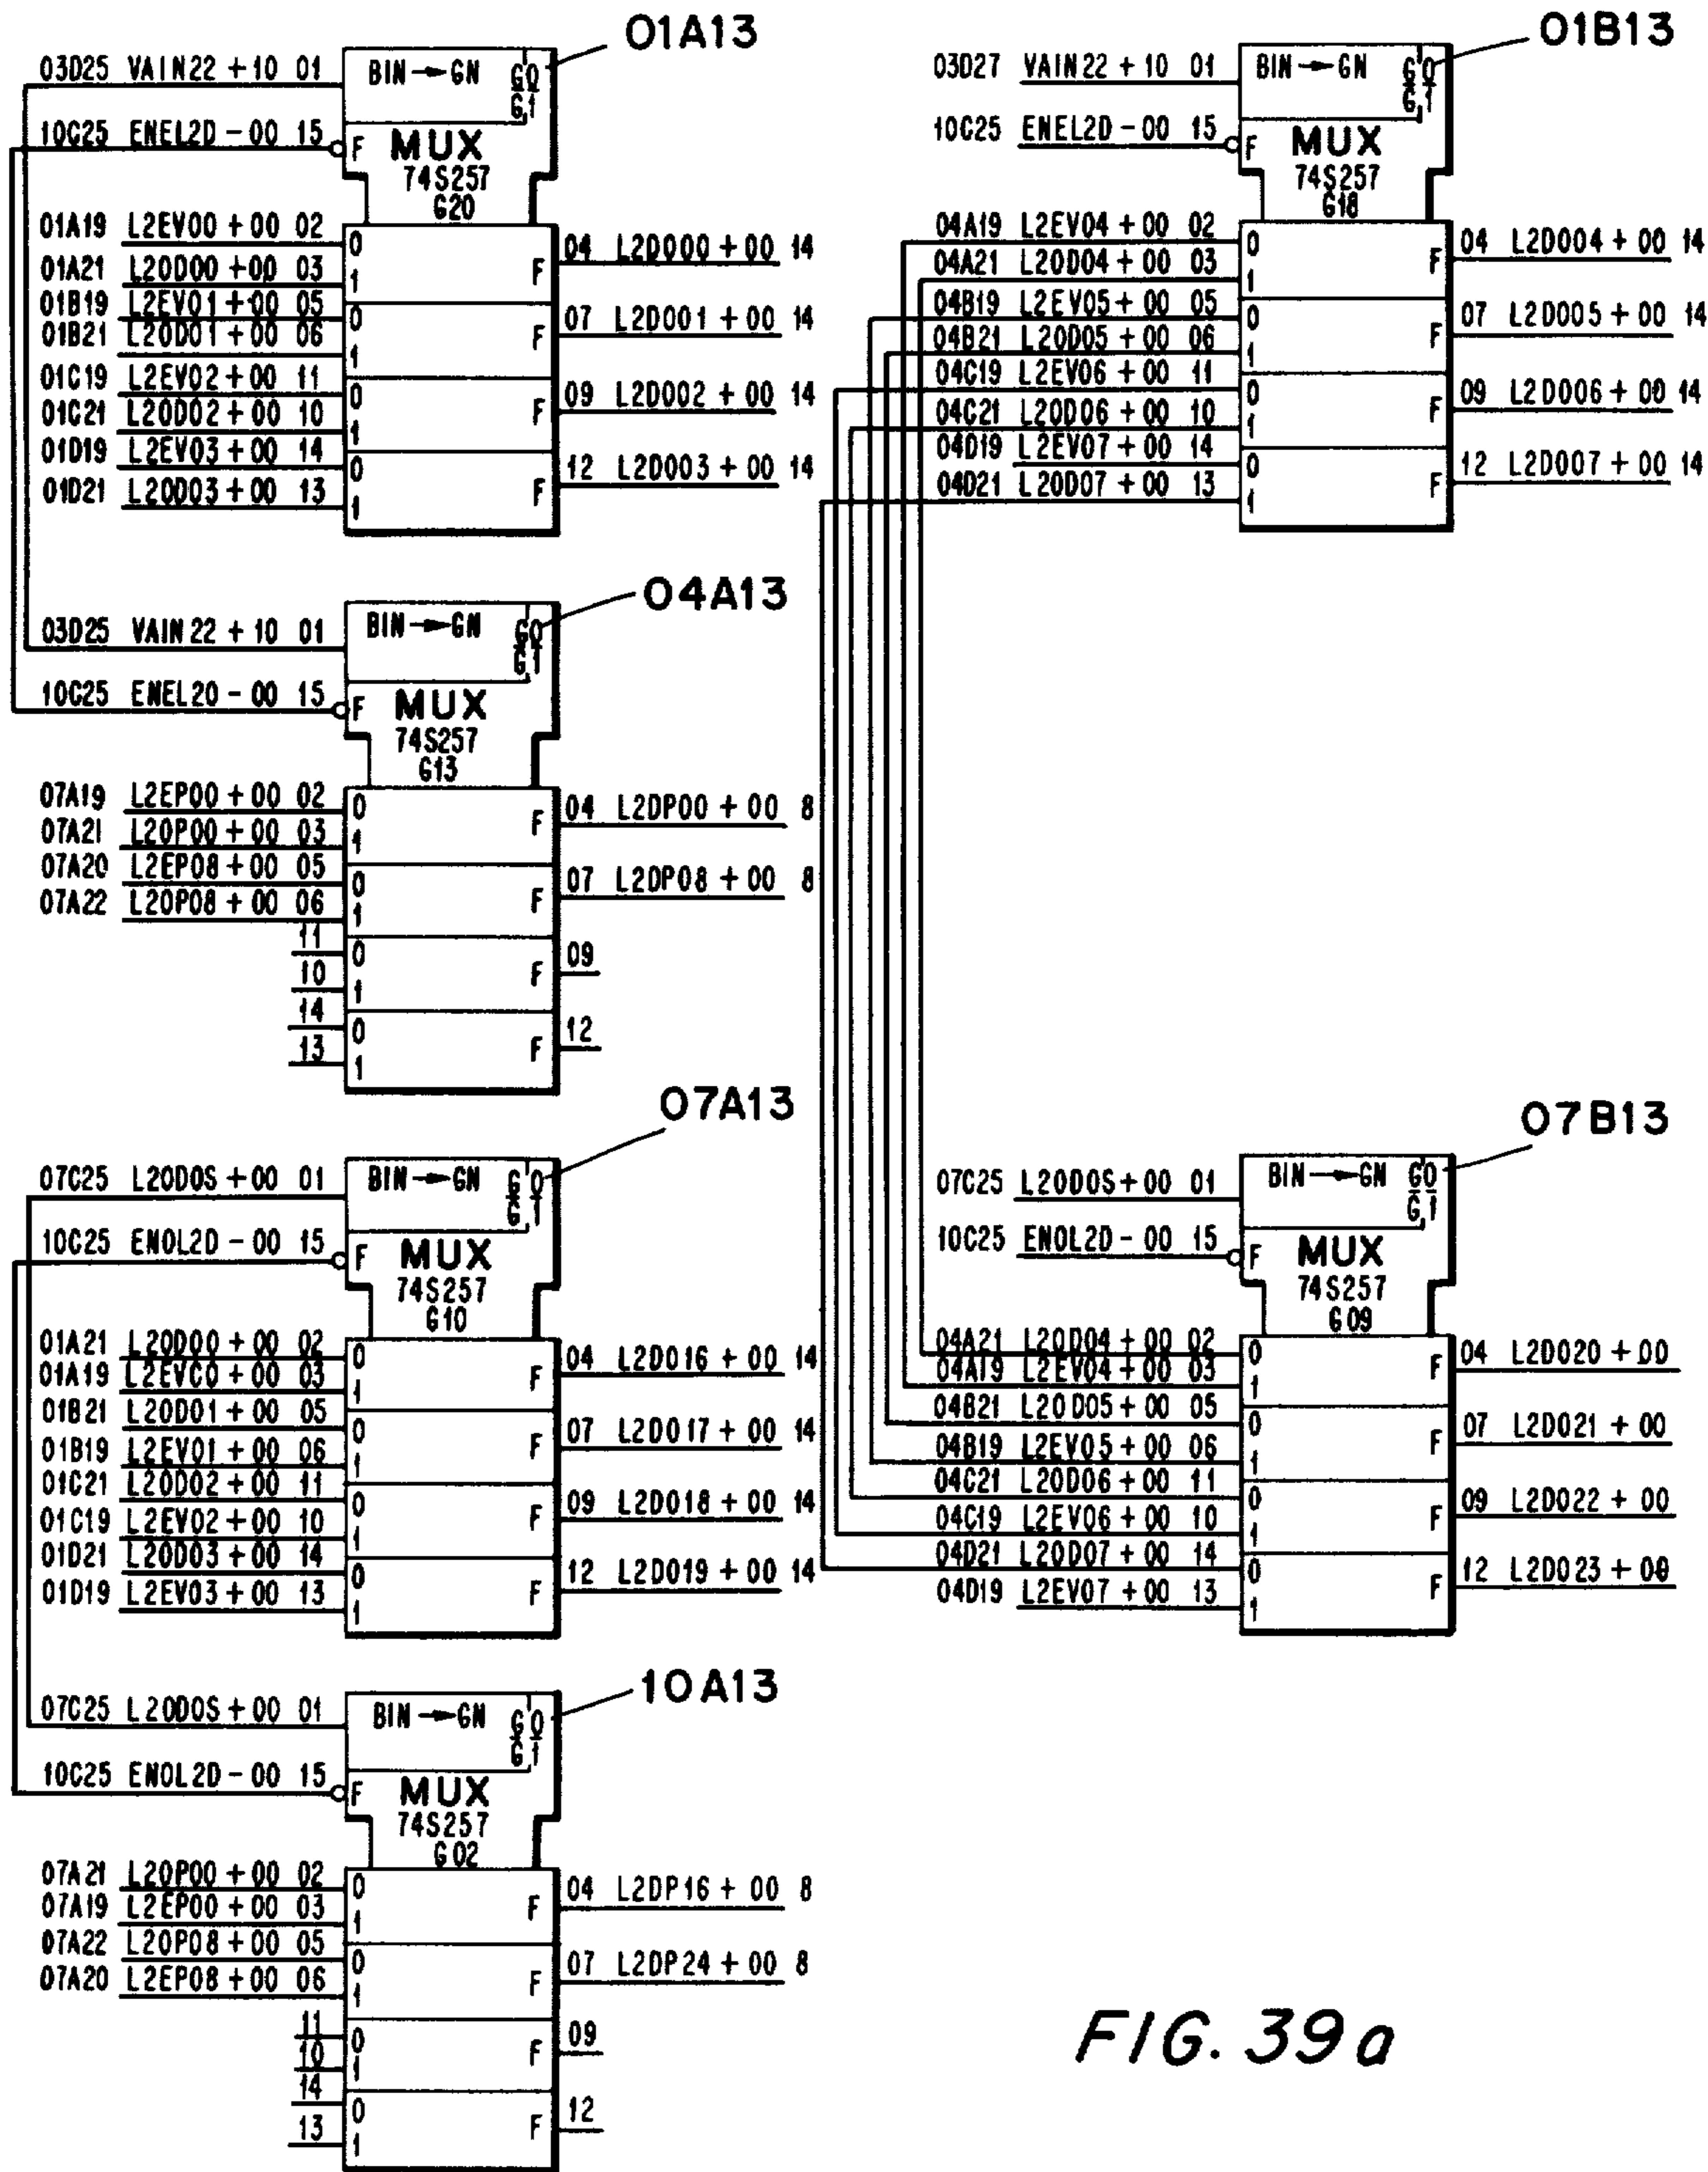 01A13
03D25 VAIN22 + 10 01
BIN → GN G0
G1
10C25 ENEL2D - 00 15
F MUX
74S257
G20
01A19 L2EV00 + 00 02 0
04 L2D000 + 00 14
01A21 L20D00 + 00 03 1 F
01B19 L2EV01 + 00 05 0
07 L2D001 + 00 14
01B21 L20D01 + 00 06 1 F
01C19 L2EV02 + 00 11 0
09 L2D002 + 00 14
01C21 L20D02 + 00 10 1 F
01D19 L2EV03 + 00 14 0
12 L2D003 + 00 14
01D21 L20D03 + 00 13 1 F
04A13
03D25 VAIN22 + 10 01
BIN → GN G0
G1
10C25 ENEL20 - 00 15
F MUX
74S257
G13
07A19 L2EP00 + 00 02 0
04 L2DP00 + 00 8
07A21 L20P00 + 00 03 1 F
07A20 L2EP08 + 00 05 0
07 L2DP08 + 00 8
07A22 L20P08 + 00 06 1 F
11 0
09
10 1 F
14 0
12
13 1 F
07A13
07C25 L20D0S + 00 01
BIN → GN G0
G1
10C25 ENOL2D - 00 15
F MUX
74S257
G10
01A21 L20D00 + 00 02 0
04 L2D016 + 00 14
01A19 L2EVC0 + 00 03 1 F
01B21 L20D01 + 00 05 0
07 L2D017 + 00 14
01B19 L2EV01 + 00 06 1 F
01C21 L20D02 + 00 11 0
09 L2D018 + 00 14
01C19 L2EV02 + 00 10 1 F
01D21 L20D03 + 00 14 0
12 L2D019 + 00 14
01D19 L2EV03 + 00 13 1 F
10A13
07C25 L20D0S + 00 01
BIN → GN G0
G1
10C25 ENOL2D - 00 15
F MUX
74S257
G02
07A21 L20P00 + 00 02 0
04 L2DP16 + 00 8
07A19 L2EP00 + 00 03 1 F
07A22 L20P08 + 00 05 0
07 L2DP24 + 00 8
07A20 L2EP08 + 00 06 1 F
11 0
09
10 1 F
14 0
12
13 1 F
01B13
03D27 VAIN22 + 10 01
BIN → GN G0
G1
10C25 ENEL2D - 00 15
F MUX
74S257
G18
04A19 L2EV04 + 00 02 0
04 L2D004 + 00 14
04A21 L20D04 + 00 03 1 F
04B19 L2EV05 + 00 05 0
07 L2D005 + 00 14
04B21 L20D05 + 00 06 1 F
04C19 L2EV06 + 00 11 0
09 L2D006 + 00 14
04C21 L20D06 + 00 10 1 F
04D19 L2EV07 + 00 14 0
12 L2D007 + 00 14
04D21 L20D07 + 00 13 1 F
07B13
07C25 L20D0S + 00 01
BIN → GN G0
G1
10C25 ENOL2D - 00 15
F MUX
74S257
G09
04A21 L20D04 + 00 02 0
04 L2D020 + 00
04A19 L2EV04 + 00 03 1 F
04B21 L20D05 + 00 05 0
07 L2D021 + 00
04B19 L2EV05 + 00 06 1 F
04C21 L20D06 + 00 11 0
09 L2D022 + 00
04C19 L2EV06 + 00 10 1 F
04D21 L20D07 + 00 14 0
12 L2D023 + 00
04D19 L2EV07 + 00 13 1 F
FIG. 39a